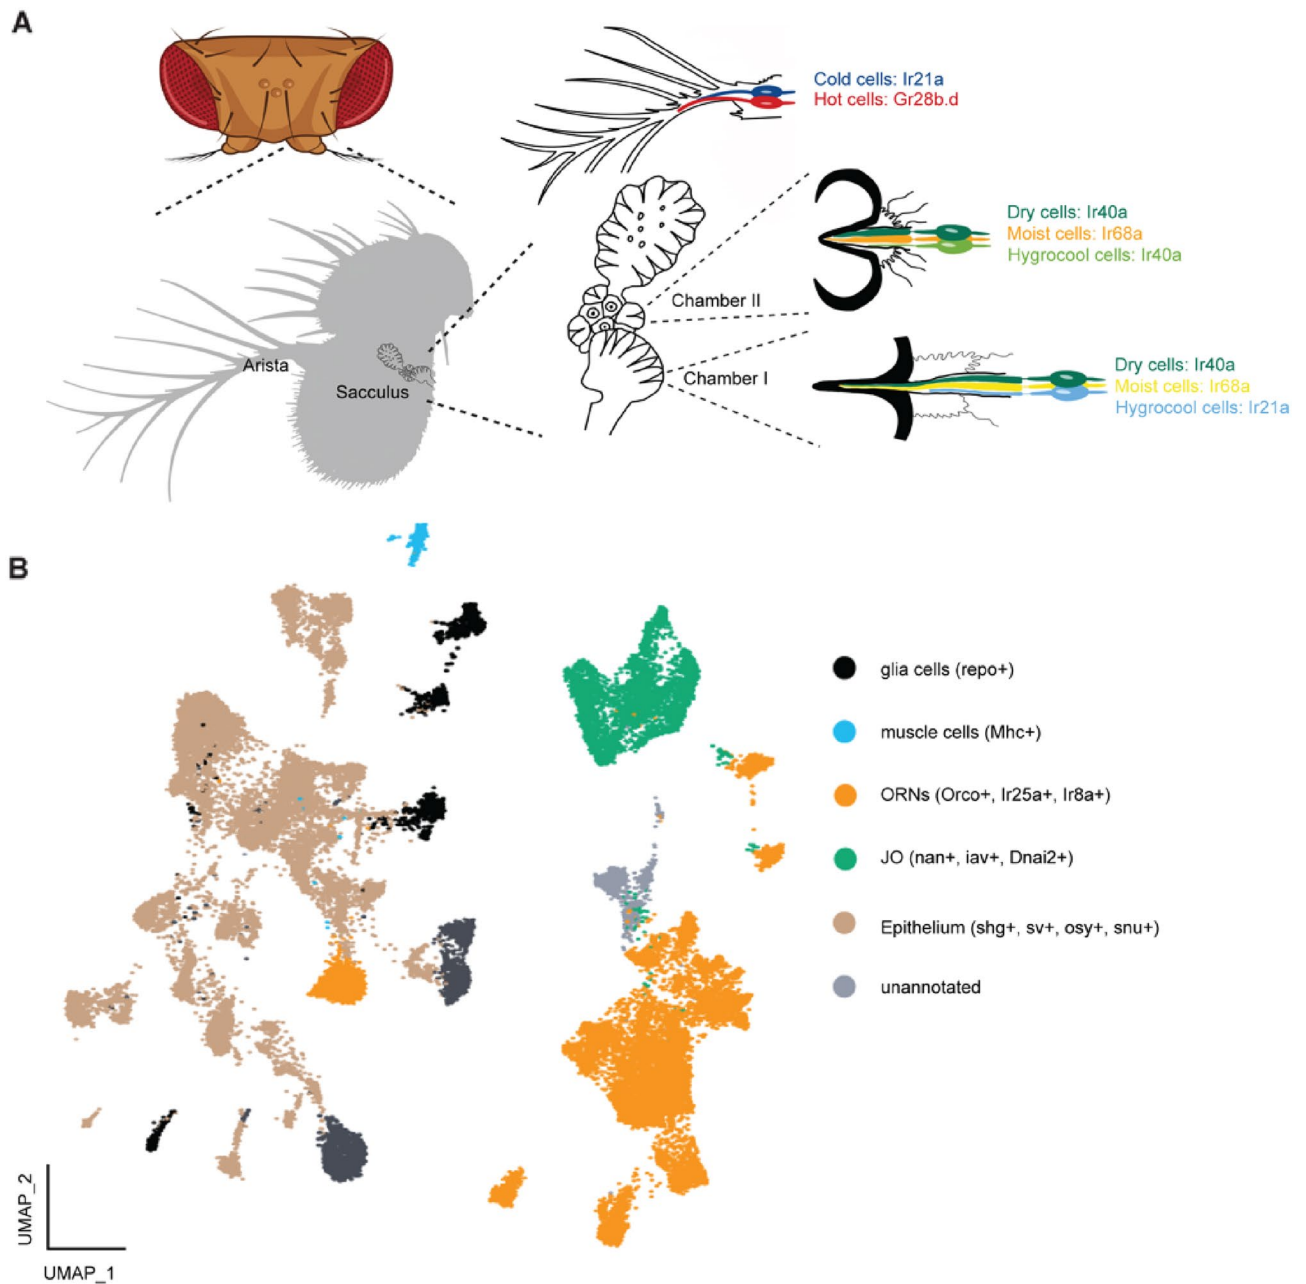 A
Cold cells: Ir21a
Hot cells: Gr28b.d
Dry cells: Ir40a
Moist cells: Ir68a
Hygrocool cells: Ir40a
Chamber II
Arista
Sacculus
Chamber I
Dry cells: Ir40a
Moist cells: Ir68a
Hygrocool cells: Ir21a
B
glia cells (repo+)
muscle cells (Mhc+)
ORNs (Orco+, Ir25a+, Ir8a+)
JO (nan+, iav+, Dnai2+)
Epithelium (shg+, sv+, osy+, snu+)
unannotated
UMAP_2
UMAP_1